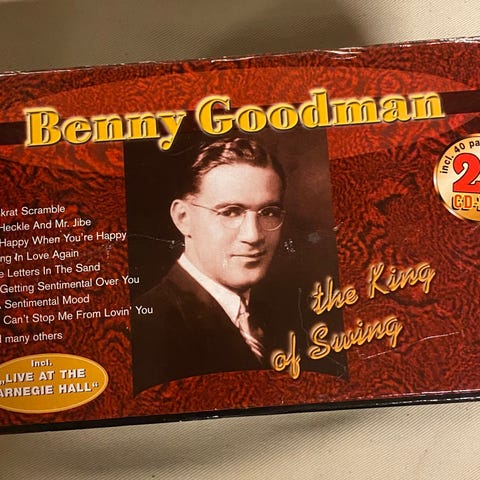 Benny Goodman
incl. 40 pa
2
CD-
krat Scramble
Heckle And Mr. Jibe
Happy When You're Happy
ng In Love Again
e Letters In The Sand
Getting Sentimental Over You
A Sentimental Mood
Can't Stop Me From Lovin' You
d many others
the King
of Swing
Incl.
„LIVE AT THE
ARNEGIE HALL“